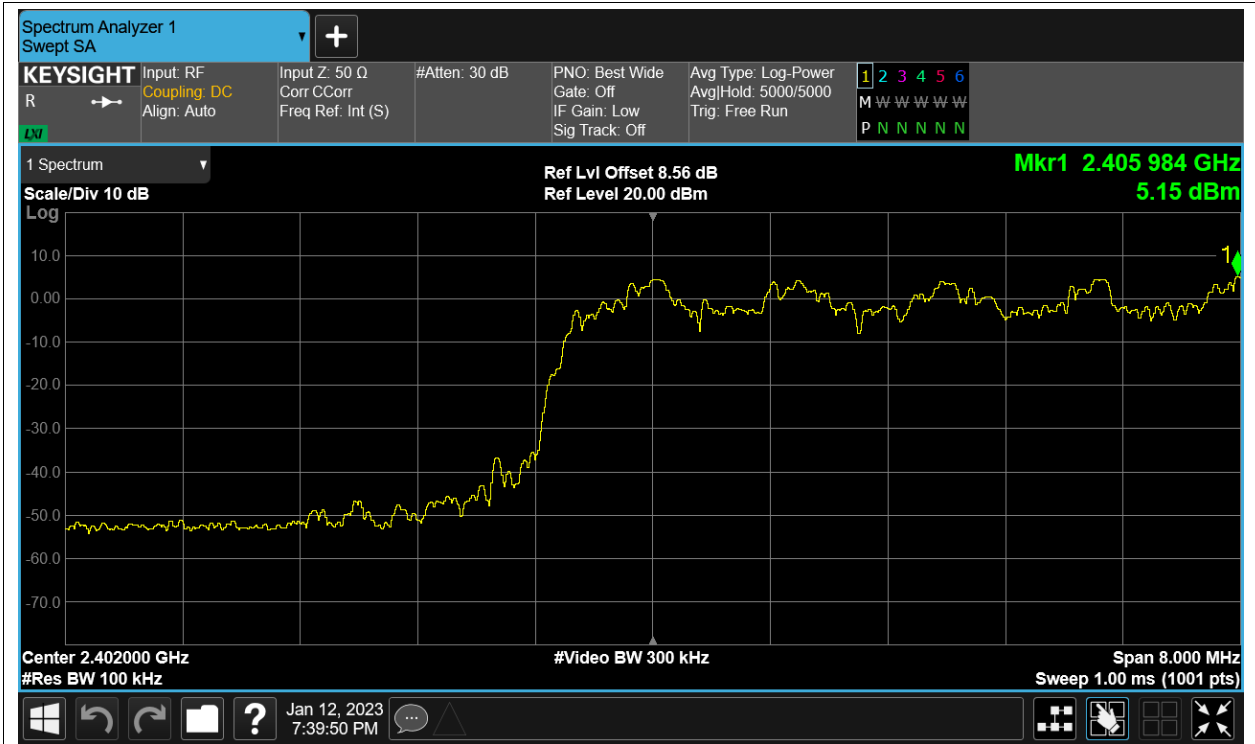 Spectrum Analyzer 1
Swept SA
KEYSIGHT
R
LXI
Input: RF
Coupling: DC
Align: Auto
Input Z: 50 Ω
Corr CCorr
Freq Ref: Int (S)
#Atten: 30 dB
PNO: Best Wide
Gate: Off
IF Gain: Low
Sig Track: Off
Avg Type: Log-Power
Avg|Hold: 5000/5000
Trig: Free Run
1 2 3 4 5 6
M W W W W W
P N N N N N
1 Spectrum
Scale/Div 10 dB
Log
Ref Lvl Offset 8.56 dB
Ref Level 20.00 dBm
Mkr1 2.405 984 GHz
5.15 dBm
10.0
0.00
-10.0
-20.0
-30.0
-40.0
-50.0
-60.0
-70.0
1
Center 2.402000 GHz
#Res BW 100 kHz
#Video BW 300 kHz
Span 8.000 MHz
Sweep 1.00 ms (1001 pts)
?
Jan 12, 2023
7:39:50 PM